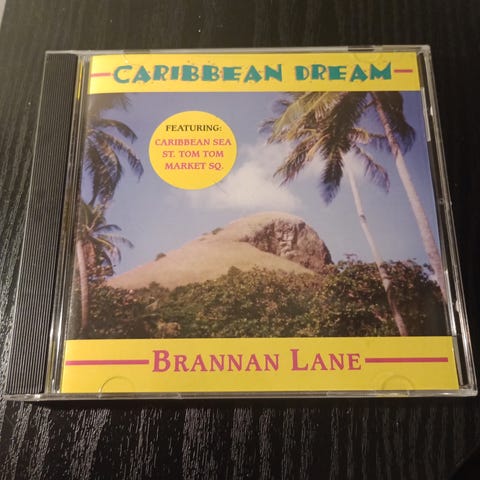 CARIBBEAN DREAM
FEATURING:
CARIBBEAN SEA
ST. TOM TOM
MARKET SQ.
BRANNAN LANE